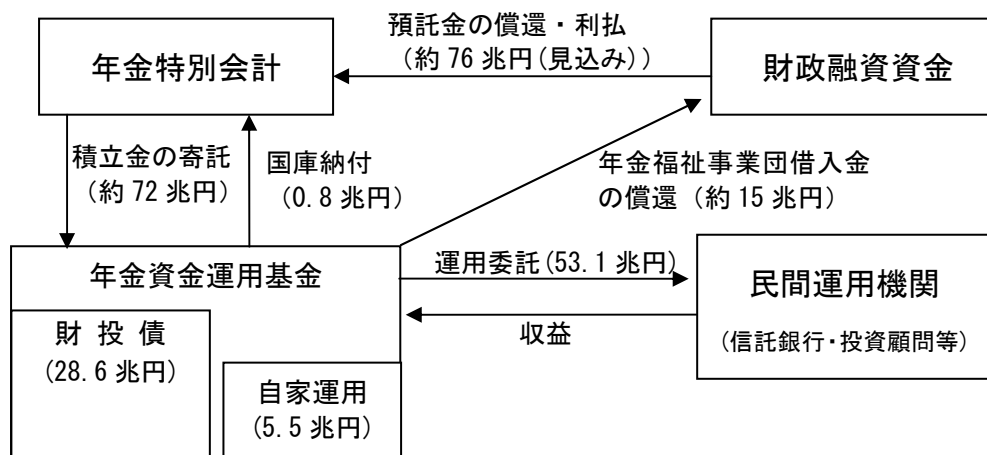 預託金の償還・利払
（約 76 兆円(見込み)）
年金特別会計
財政融資資金
積立金の寄託
（約 72 兆円）
国庫納付
（0.8 兆円）
年金福祉事業団借入金
の償還（約 15 兆円）
年金資金運用基金
運用委託(53.1 兆円)
民間運用機関
（信託銀行・投資顧問等）
収益
財 投 債
(28.6 兆円)
自家運用
(5.5 兆円)